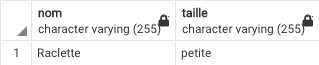 nom taille
character varying (255) character varying (255)
1 Raclette petite